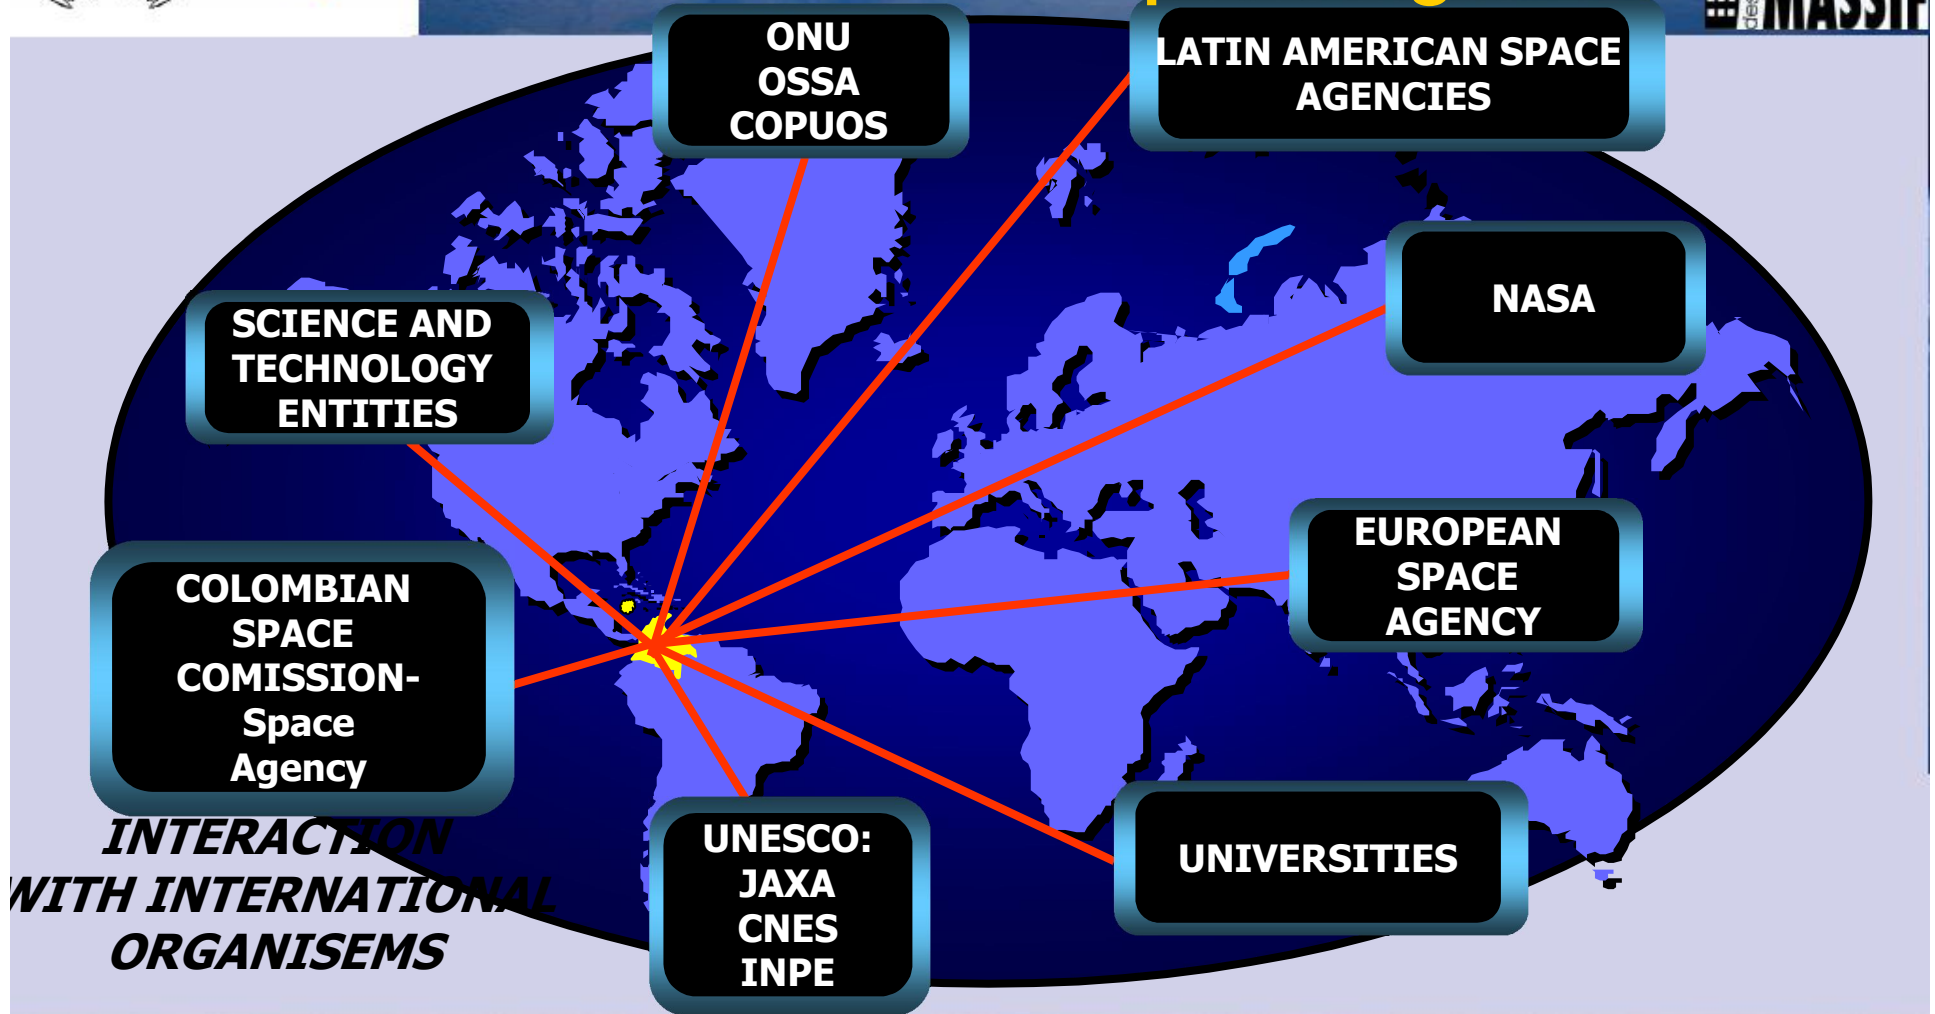 ONU
OSSA
COPUOS
LATIN AMERICAN SPACE
AGENCIES
NASA
SCIENCE AND
TECHNOLOGY
ENTITIES
EUROPEAN
SPACE
AGENCY
COLOMBIAN
SPACE
COMISSION-
Space
Agency
UNESCO:
JAXA
CNES
INPE
UNIVERSITIES
INTERACTION
WITH INTERNATIONAL
ORGANISEMS